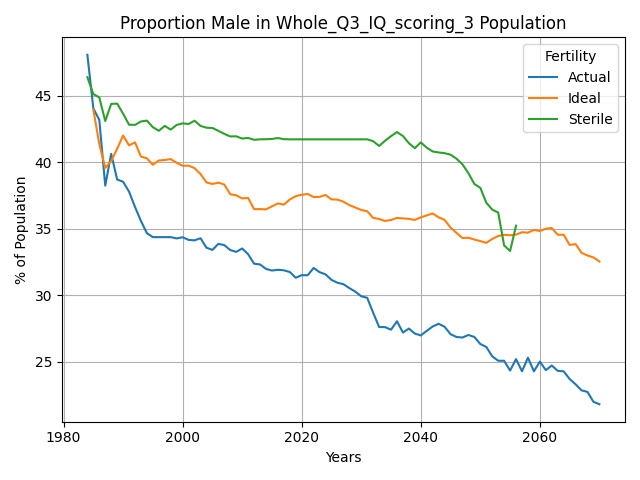 Proportion Male in Whole_Q3_IQ_scoring_3 Population
Fertility
Actual
Ideal
Sterile
% of Population
45
40
35
30
25
1980
2000
2020
2040
2060
Years